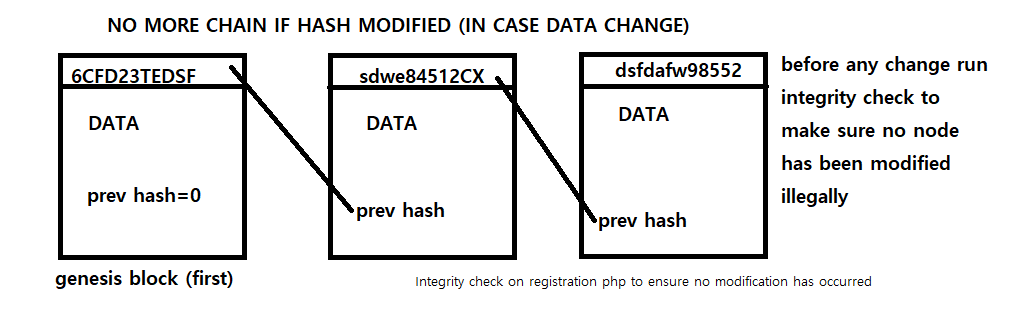 NO MORE CHAIN IF HASH MODIFIED (IN CASE DATA CHANGE)
6CFD23TEDSF
DATA
prev hash=0
genesis block (first)
sdwe84512CX
DATA
prev hash
dsfdafw98552
DATA
prev hash
before any change run
integrity check to
make sure no node
has been modified
illegally
Integrity check on registration php to ensure no modification has occurred